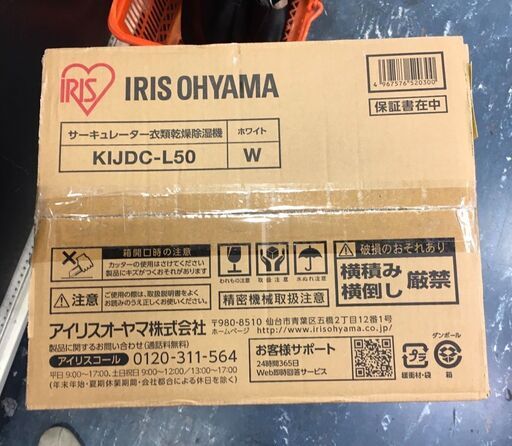 IRIS
IRIS OHYAMA
4 967576 520300
保証書在中
サーキュレーター衣類乾燥除湿機
ホワイト
KIJDC-L50
W
箱開口時の注意
カッターの使用はさけてください
製品にキズがつくおそれがあります
われもの注意
取扱注意
水ぬれ注意
破損のおそれあり
横積み
横倒し
厳禁
注意
ご使用の際は、取扱説明書をよく
お読みのうえ正しくお使いください。
精密機械取扱注意
アイリスオーヤマ株式会社
〒980-8510 仙台市青葉区五橋2丁目12番1号
ホームページ http://www.irisohyama.co.jp
製品に関するお問い合わせ(通話料無料)
アイリスコール 0120-311-564
平日 9:00〜17:00、土日祝日 9:00〜12:00/13:00〜17:00
(年末年始・夏期休業期間・会社都合による休日を除く)
お客様サポート
24時間365日
Web即時回答サービス
ダンボール
プラ
緩衝材・袋
箱